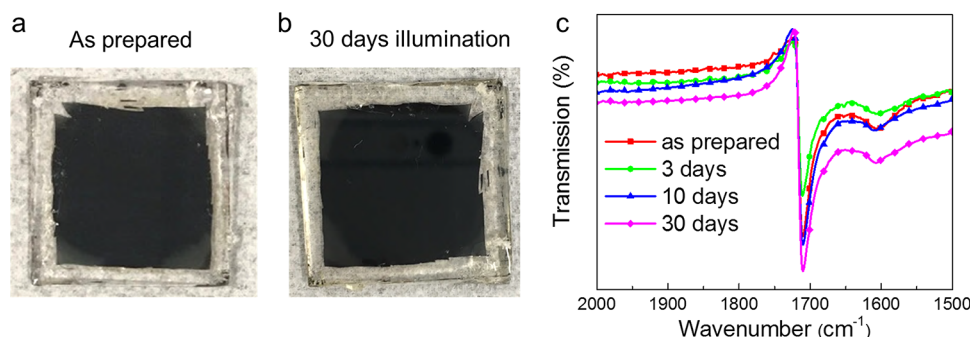 a
As prepared
b
30 days illumination
c
Transmission (%)
as prepared
3 days
10 days
30 days
2000 1900 1800 1700 1600 1500
Wavenumber (cm⁻¹)